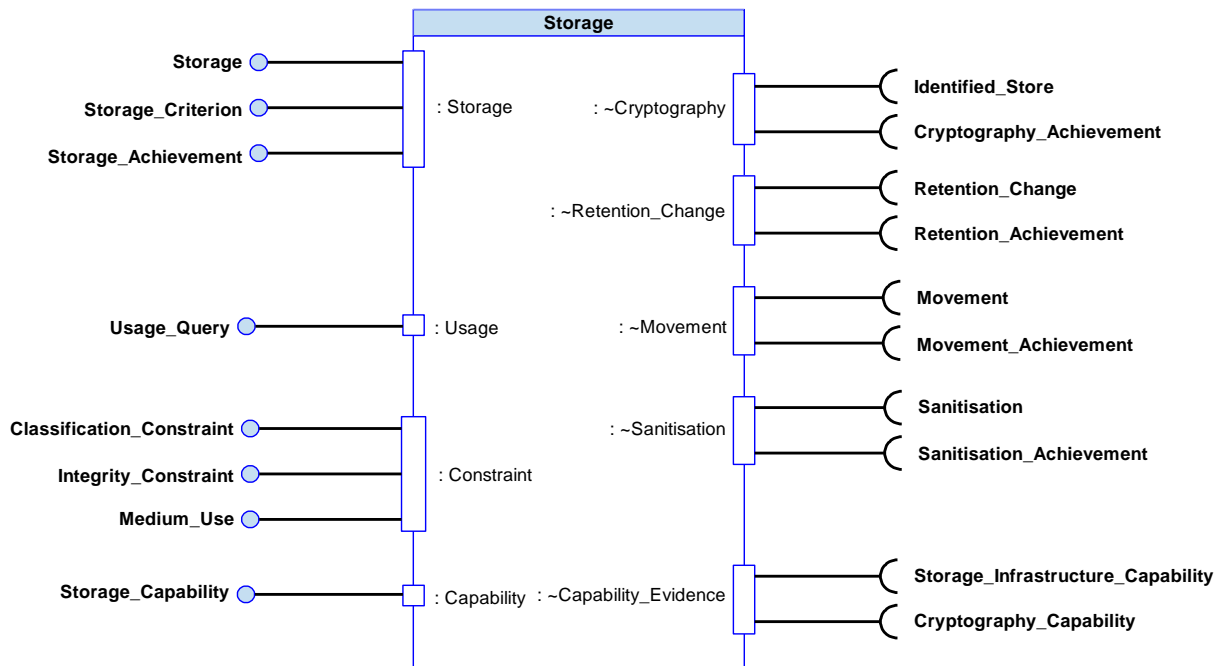 Storage
Storage
Storage_Criterion
Storage_Achievement
: Storage
Usage_Query
: Usage
Classification_Constraint
Integrity_Constraint
Medium_Use
: Constraint
Storage_Capability
: Capability
: ~Cryptography
Identified_Store
Cryptography_Achievement
: ~Retention_Change
Retention_Change
Retention_Achievement
: ~Movement
Movement
Movement_Achievement
: ~Sanitisation
Sanitisation
Sanitisation_Achievement
: ~Capability_Evidence
Storage_Infrastructure_Capability
Cryptography_Capability